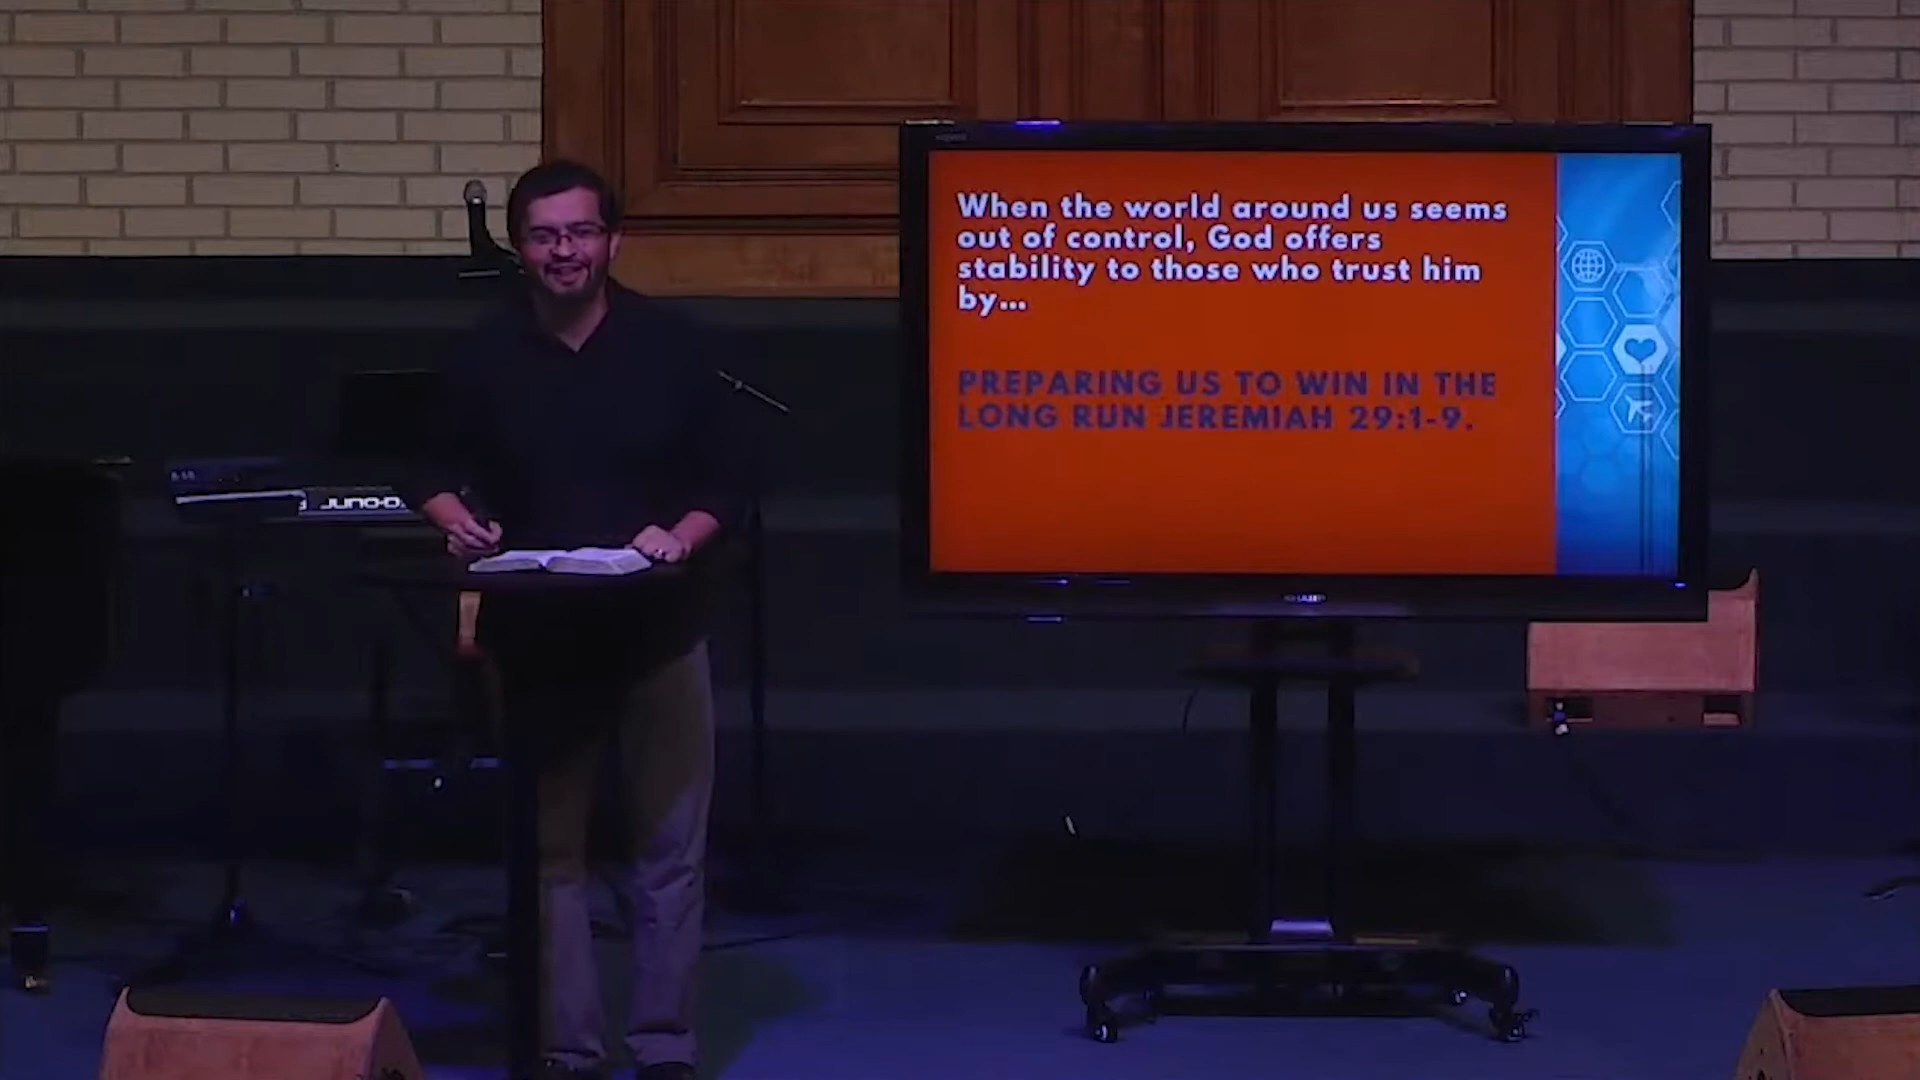 When the world around us seems
out of control, God offers
stability to those who trust him
by...
PREPARING US TO WIN IN THE
LONG RUN JEREMIAH 29:1-9.
JUNO-G
SHARP